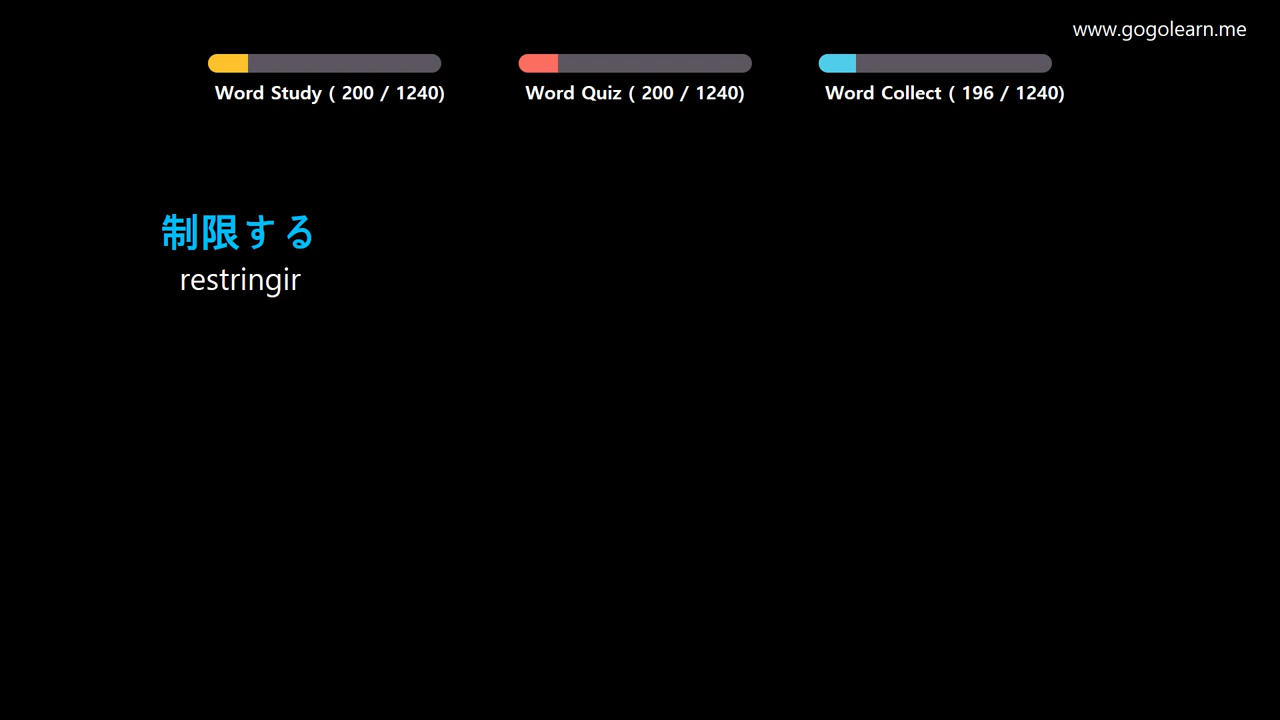 www.gogolearn.me
Word Study ( 200 / 1240)
Word Quiz ( 200 / 1240)
Word Collect ( 196 / 1240)
制限する
restringir